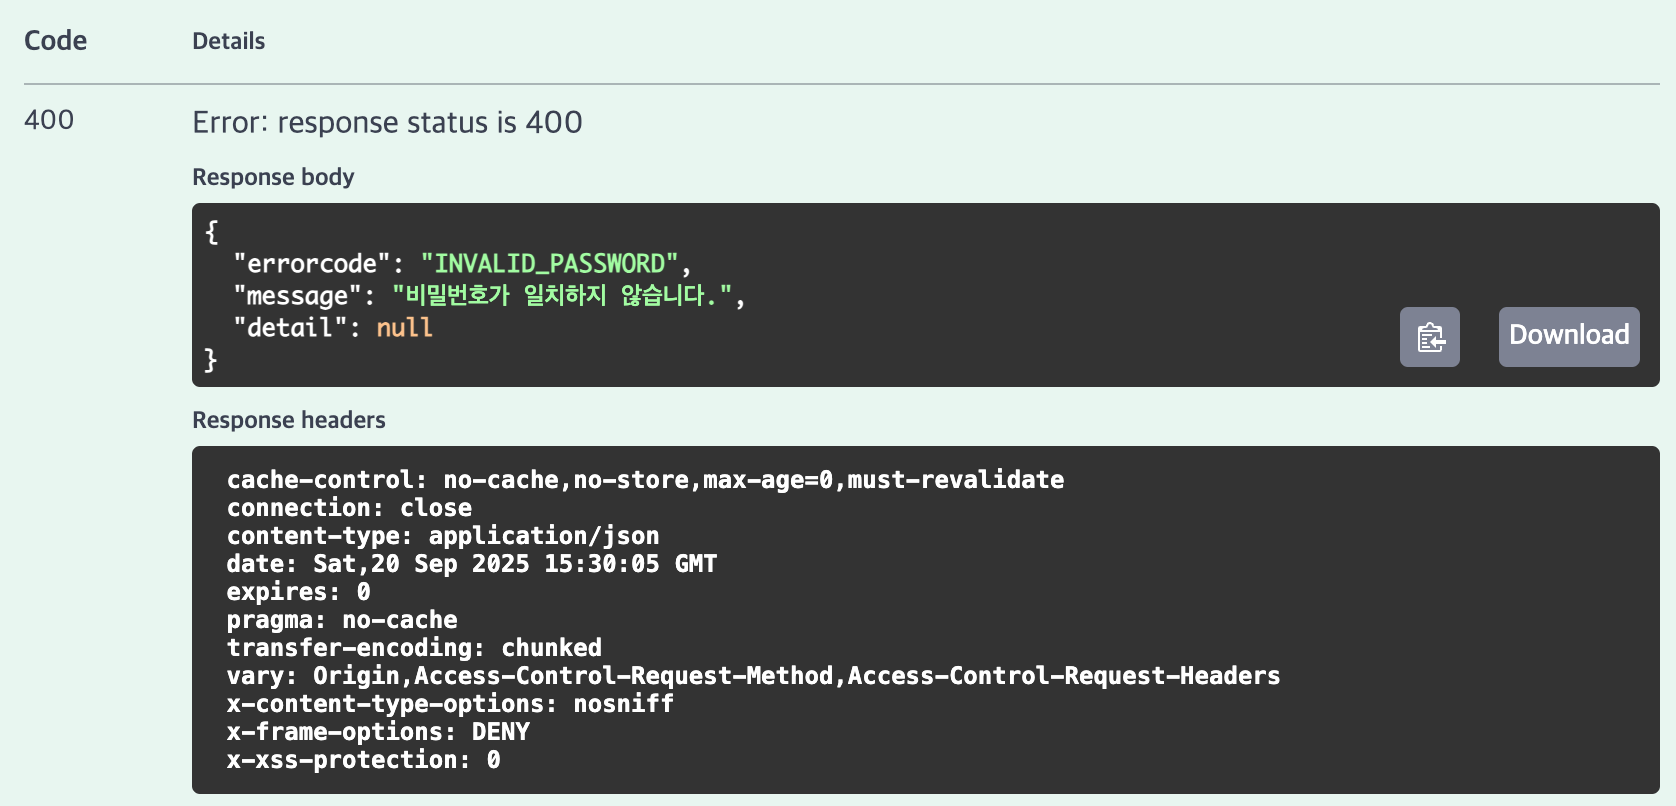 Code Details
400 Error: response status is 400
Response body
{
"errorcode": "INVALID_PASSWORD",
"message": "비밀번호가 일치하지 않습니다.",
"detail": null
}
Download
Response headers
cache-control: no-cache,no-store,max-age=0,must-revalidate
connection: close
content-type: application/json
date: Sat,20 Sep 2025 15:30:05 GMT
expires: 0
pragma: no-cache
transfer-encoding: chunked
vary: Origin,Access-Control-Request-Method,Access-Control-Request-Headers
x-content-type-options: nosniff
x-frame-options: DENY
x-xss-protection: 0